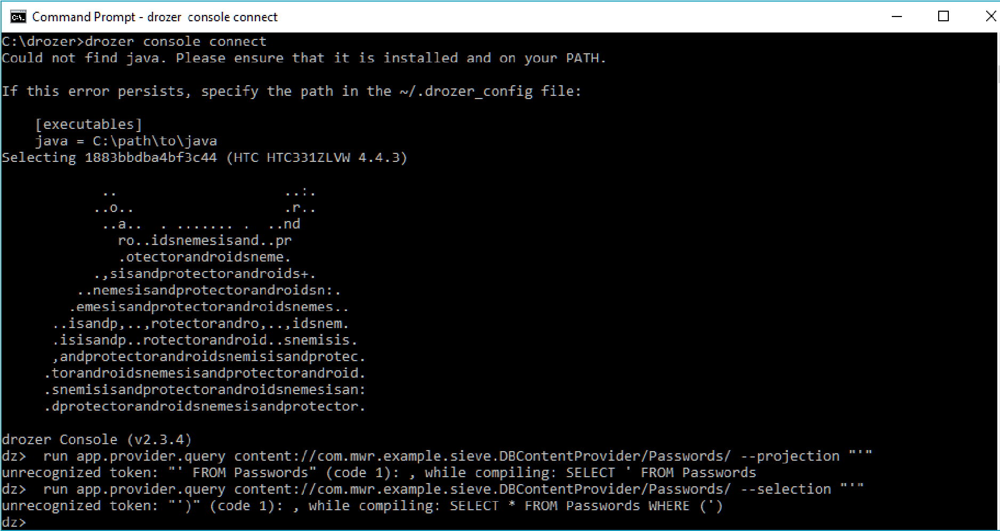 Command Prompt - drozer  console connect
C:\drozer>drozer console connect
Could not find java. Please ensure that it is installed and on your PATH.
If this error persists, specify the path in the ~/.drozer_config file:
    [executables]
    java = C:\path\to\java
Selecting 1883bbdba4bf3c44 (HTC HTC331ZLVW 4.4.3)
            ..                    ..:.
           ..o..                  .r..
            ..a..  . ....... .  ..nd
              ro..idsnemesisand..pr
              .otectorandroidsneme.
           .,sisandprotectorandroids+.
         ..nemesisandprotectorandroidsn:.
        .emesisandprotectorandroidsnemes..
      ..isandp,..,rotectorandro,..,idsnem.
      .isisandp..rotectorandroid..snemisis.
      ,andprotectorandroidsnemisisandprotec.
     .torandroidsnemesisandprotectorandroid.
     .snemisisandprotectorandroidsnemesisan:
     .dprotectorandroidsnemesisandprotector.
drozer Console (v2.3.4)
dz>  run app.provider.query content://com.mwr.example.sieve.DBContentProvider/Passwords/ --projection "'"
unrecognized token: "' FROM Passwords" (code 1): , while compiling: SELECT ' FROM Passwords
dz>  run app.provider.query content://com.mwr.example.sieve.DBContentProvider/Passwords/ --selection "'"
unrecognized token: "')" (code 1): , while compiling: SELECT * FROM Passwords WHERE (')
dz>